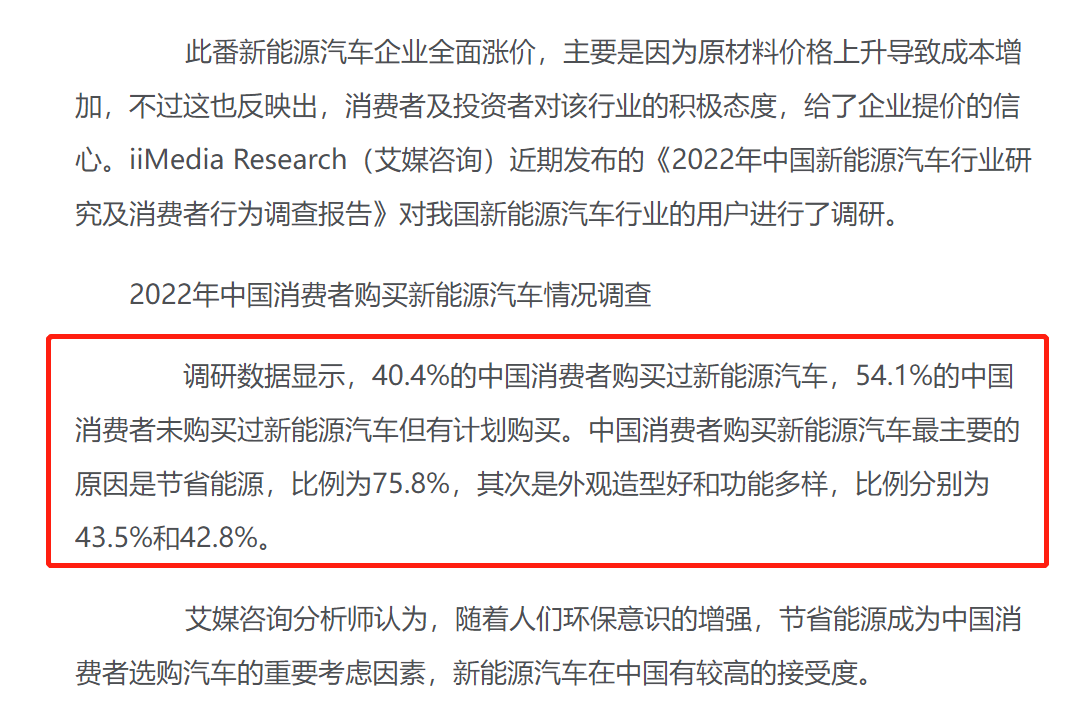 此番新能源汽车企业全面涨价，主要是因为原材料价格上升导致成本增
加，不过这也反映出，消费者及投资者对该行业的积极态度，给了企业提价的信
心。iiMedia Research（艾媒咨询）近期发布的《2022年中国新能源汽车行业研
究及消费者行为调查报告》对我国新能源汽车行业的用户进行了调研。
2022年中国消费者购买新能源汽车情况调查
调研数据显示，40.4%的中国消费者购买过新能源汽车，54.1%的中国
消费者未购买过新能源汽车但有计划购买。中国消费者购买新能源汽车最主要的
原因是节省能源，比例为75.8%，其次是外观造型好和功能多样，比例分别为
43.5%和42.8%。
艾媒咨询分析师认为，随着人们环保意识的增强，节省能源成为中国消
费者选购汽车的重要考虑因素，新能源汽车在中国有较高的接受度。